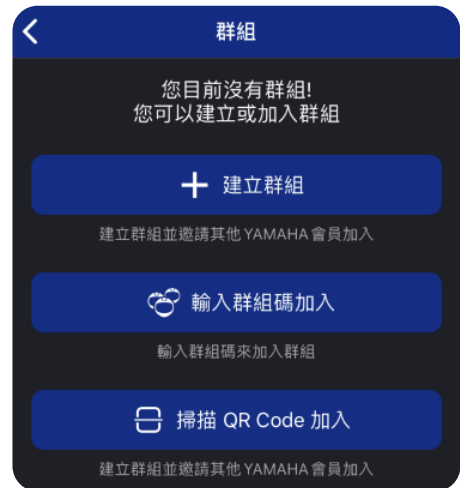 群組
您目前沒有群組!
您可以建立或加入群組
建立群組
建立群組並邀請其他 YAMAHA 會員加入
輸入群組碼加入
輸入群組碼來加入群組
掃描 QR Code 加入
建立群組並邀請其他 YAMAHA 會員加入